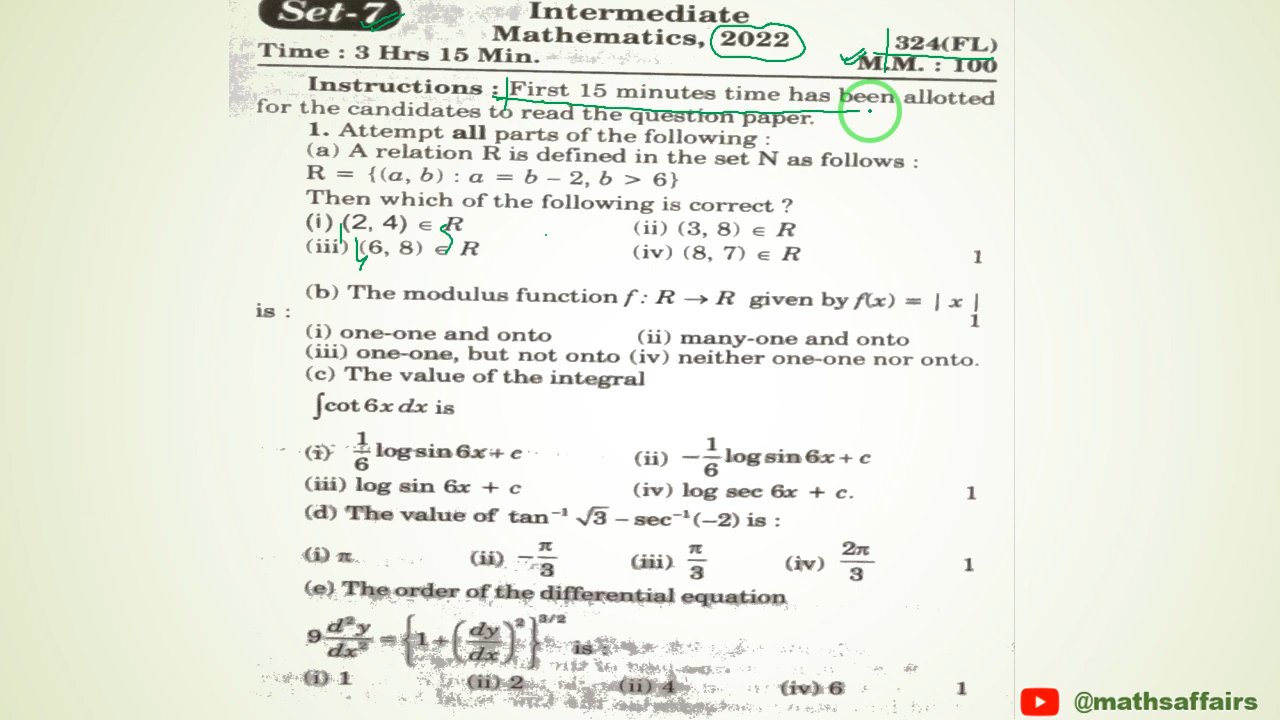 Set-7
Intermediate
Mathematics, 2022
324(FL)
Time : 3 Hrs 15 Min.
M.M. : 100
Instructions : First 15 minutes time has been allotted
for the candidates to read the question paper.
1. Attempt all parts of the following :
(a) A relation R is defined in the set N as follows :
R = {(a, b) : a = b − 2, b > 6}
Then which of the following is correct ?
(i) (2, 4) ∈ R (ii) (3, 8) ∈ R
(iii) (6, 8) ∈ R (iv) (8, 7) ∈ R 1
(b) The modulus function f : R → R given by f(x) = | x |
is : 1
(i) one-one and onto (ii) many-one and onto
(iii) one-one, but not onto (iv) neither one-one nor onto.
(c) The value of the integral
∫cot 6x dx is
(i) 1/6 log sin 6x + c (ii) −1/6 log sin 6x + c
(iii) log sin 6x + c (iv) log sec 6x + c. 1
(d) The value of tan⁻¹ √3 − sec⁻¹(−2) is :
(i) π (ii) −π/3 (iii) π/3 (iv) 2π/3 1
(e) The order of the differential equation
9 d²y/dx² = {1 + (dy/dx)²}^3/2 is :
(i) 1 (ii) 2 (ii) 4 (iv) 6 1
@mathsaffairs